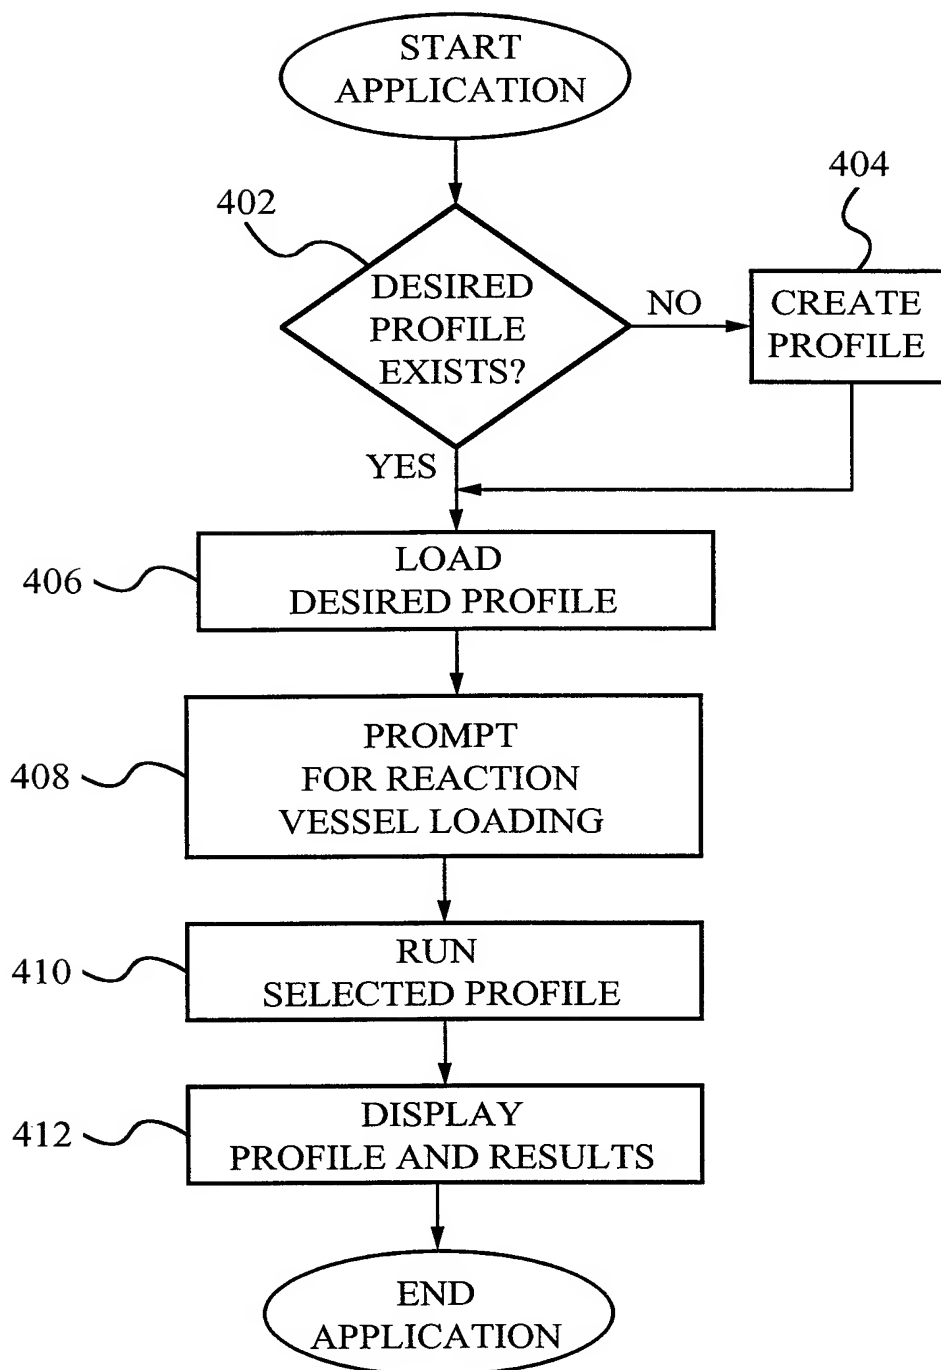 START
APPLICATION
402
404
DESIRED
PROFILE
EXISTS?
NO
CREATE
PROFILE
YES
406
LOAD
DESIRED PROFILE
408
PROMPT
FOR REACTION
VESSEL LOADING
410
RUN
SELECTED PROFILE
412
DISPLAY
PROFILE AND RESULTS
END
APPLICATION